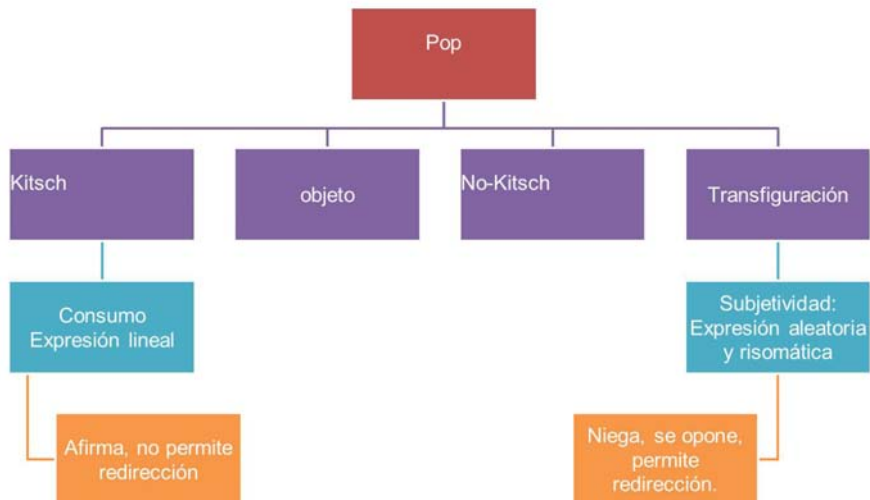 Pop
Kitsch
objeto
No-Kitsch
Transfiguración
Consumo
Expresión lineal
Subjetividad:
Expresión aleatoria
y risomática
Afirma, no permite
redirección
Niega, se opone,
permite
redirección.